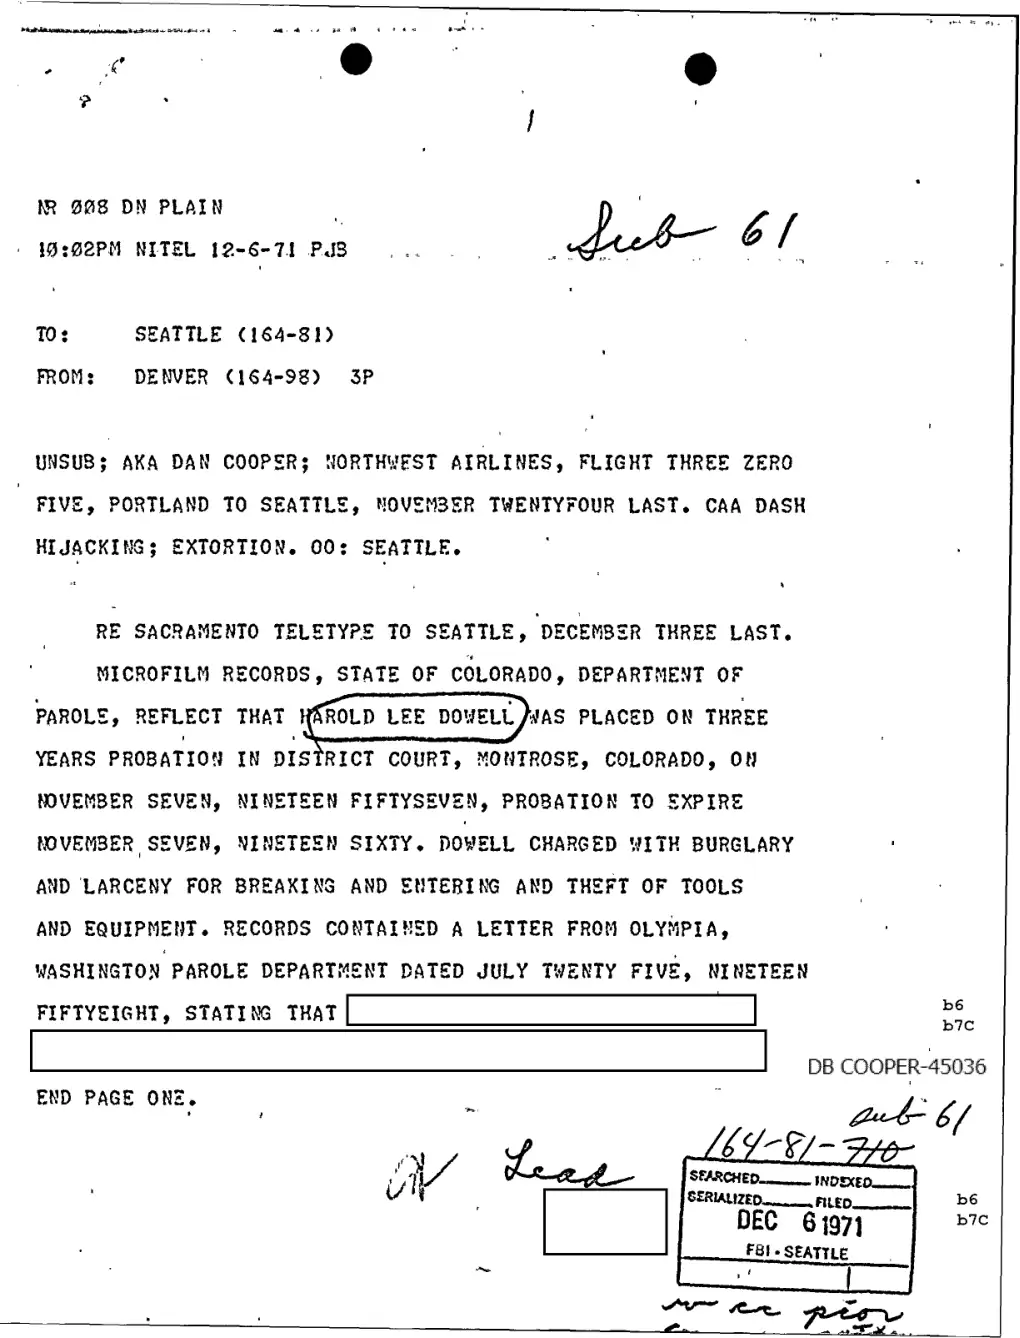 Sub 61
NR 008 DN PLAIN
10:02PM NITEL 12-6-71 PJB
TO: SEATTLE (164-81)
FROM: DENVER (164-98) 3P
UNSUB; AKA DAN COOPER; NORTHWEST AIRLINES, FLIGHT THREE ZERO
FIVE, PORTLAND TO SEATTLE, NOVEMBER TWENTYFOUR LAST. CAA DASH
HIJACKING; EXTORTION. OO: SEATTLE.
RE SACRAMENTO TELETYPE TO SEATTLE, DECEMBER THREE LAST.
MICROFILM RECORDS, STATE OF COLORADO, DEPARTMENT OF
PAROLE, REFLECT THAT HAROLD LEE DOWELL WAS PLACED ON THREE
YEARS PROBATION IN DISTRICT COURT, MONTROSE, COLORADO, ON
NOVEMBER SEVEN, NINETEEN FIFTYSEVEN, PROBATION TO EXPIRE
NOVEMBER SEVEN, NINETEEN SIXTY. DOWELL CHARGED WITH BURGLARY
AND LARCENY FOR BREAKING AND ENTERING AND THEFT OF TOOLS
AND EQUIPMENT. RECORDS CONTAINED A LETTER FROM OLYMPIA,
WASHINGTON PAROLE DEPARTMENT DATED JULY TWENTY FIVE, NINETEEN
FIFTYEIGHT, STATING THAT
b6
b7C
DB COOPER-45036
END PAGE ONE.
sub 61
164-81-710
Lead
SEARCHED INDEXED
SERIALIZED FILED
DEC 6 1971
FBI - SEATTLE
b6
b7C